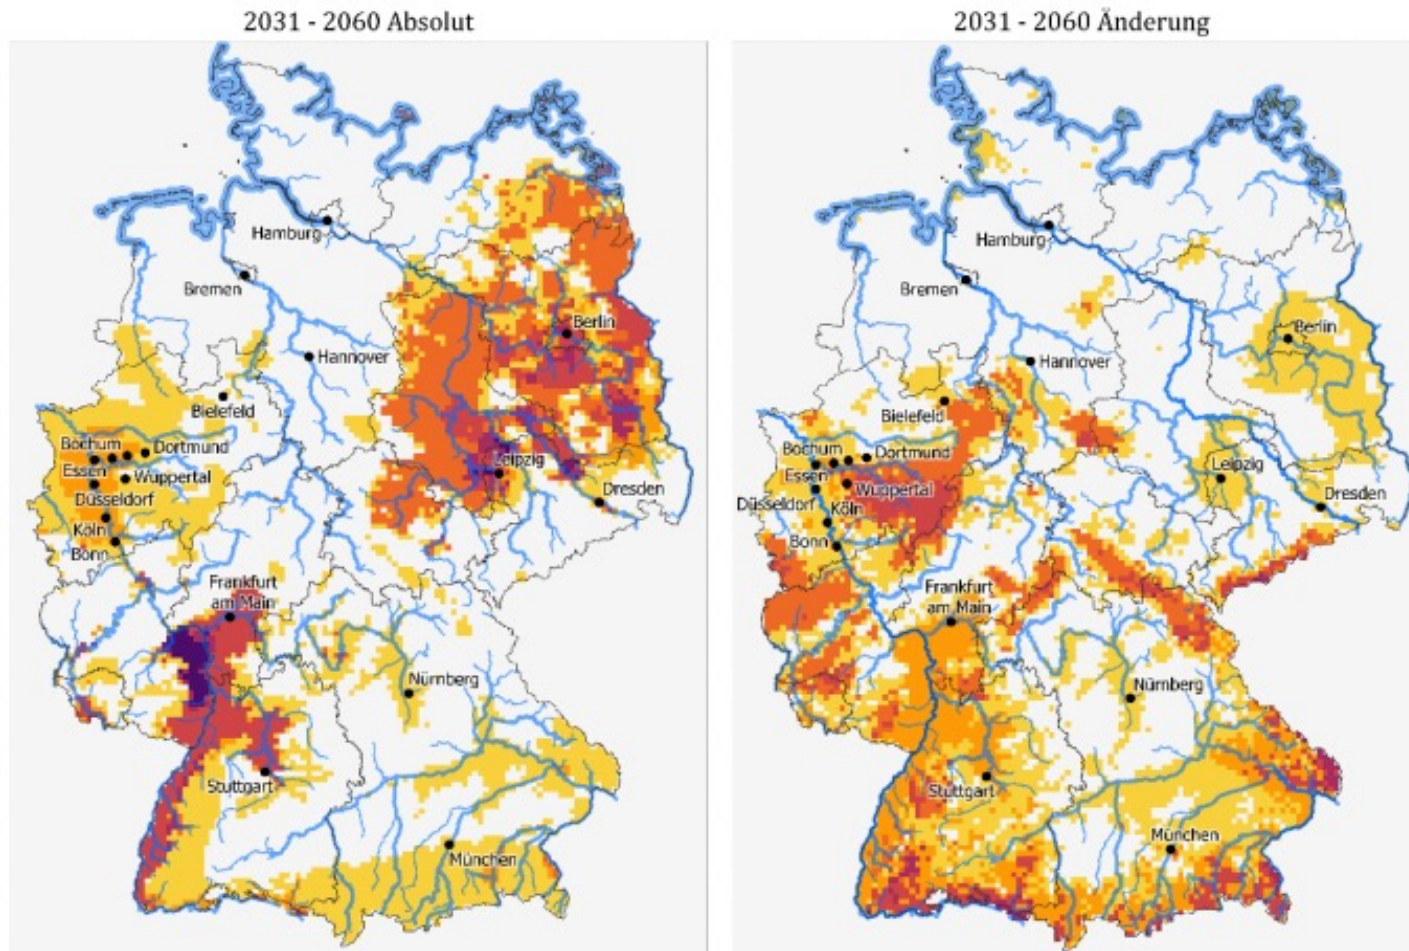 2031 - 2060 Absolut
Hamburg
Bremen
Berlin
Hannover
Bielefeld
Bochum
Dortmund
Essen
Wuppertal
Leipzig
Düsseldorf
Dresden
Köln
Bonn
Frankfurt
am Main
Nürnberg
Stuttgart
München
2031 - 2060 Änderung
Hamburg
Bremen
Berlin
Hannover
Bielefeld
Bochum
Dortmund
Essen
Leipzig
Wuppertal
Düsseldorf
Köln
Dresden
Bonn
Frankfurt
am Main
Nürnberg
Stuttgart
München